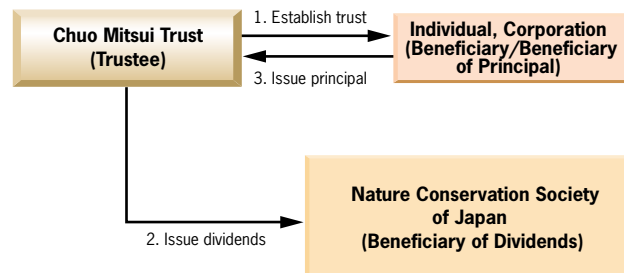 1. Establish trust
Chuo Mitsui Trust
(Trustee)
Individual, Corporation
(Beneficiary/Beneficiary
of Principal)
3. Issue principal
Nature Conservation Society
of Japan
(Beneficiary of Dividends)
2. Issue dividends